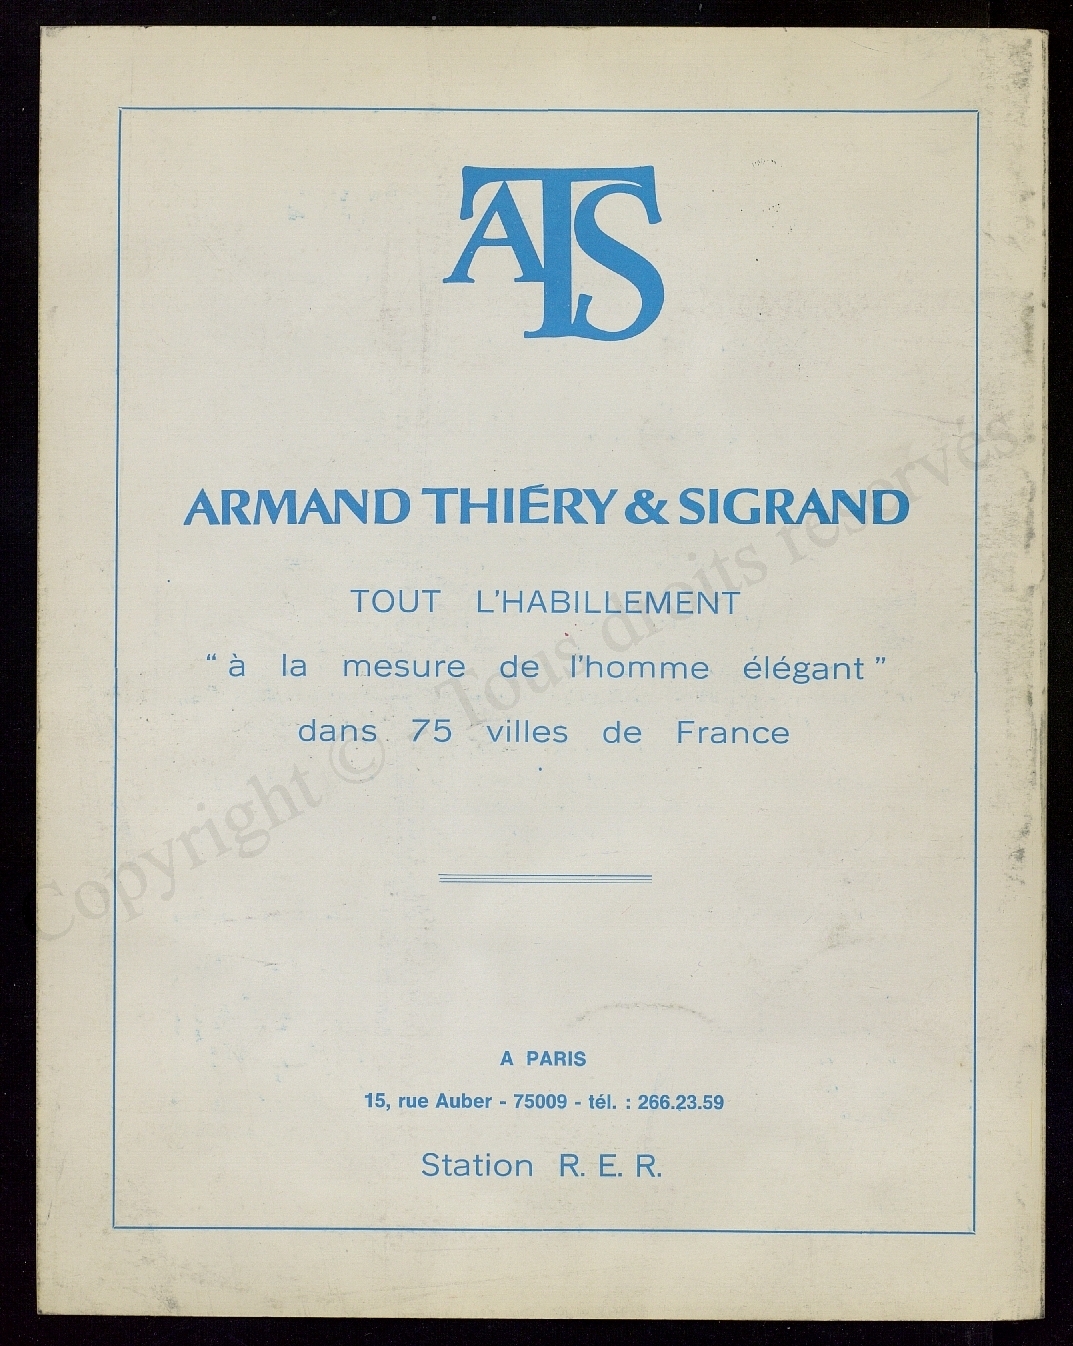 ATS
ARMAND THIÉRY & SIGRAND
TOUT L'HABILLEMENT
“ à la mesure de l'homme élégant ”
dans 75 villes de France
A PARIS
15, rue Auber - 75009 - tél. : 266.23.59
Station R. E. R.
Copyright © Tous droits reservés